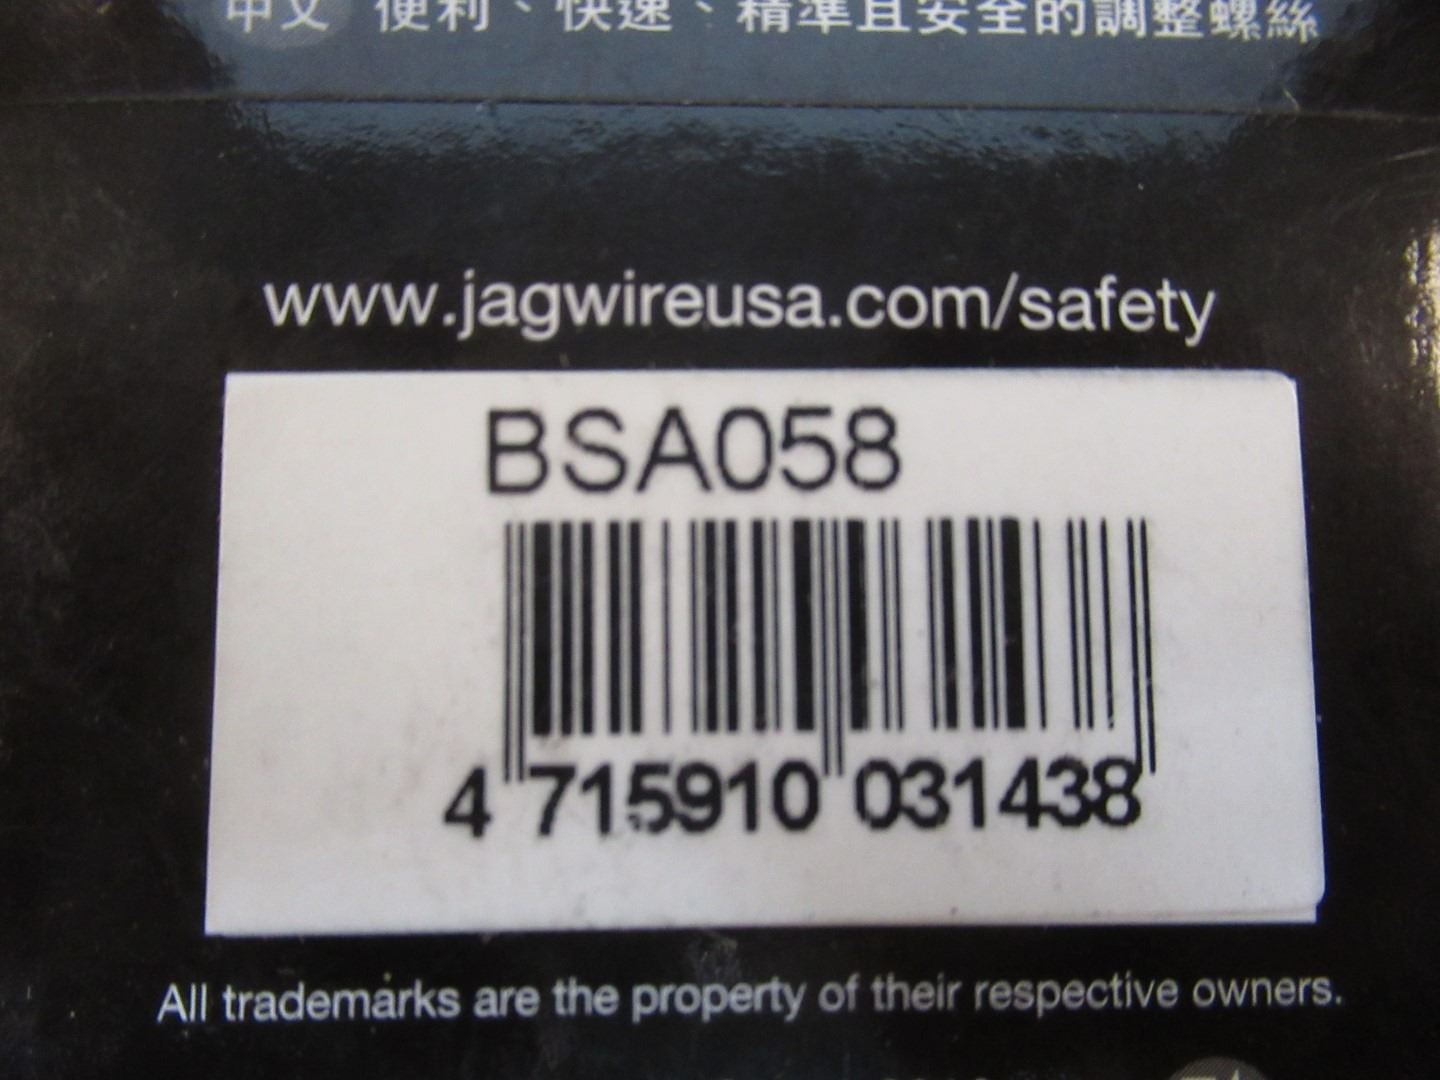 中文 便利、快速、精準且安全的調整螺絲
www.jagwireusa.com/safety
BSA058
4 715910 031438
All trademarks are the property of their respective owners.